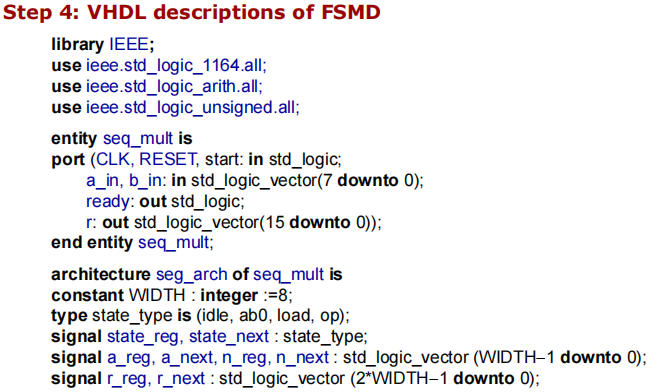 Step 4: VHDL descriptions of FSMD
library IEEE;
use ieee.std_logic_1164.all;
use ieee.std_logic_arith.all;
use ieee.std_logic_unsigned.all;
entity seq_mult is
port (CLK, RESET, start: in std_logic;
a_in, b_in: in std_logic_vector(7 downto 0);
ready: out std_logic;
r: out std_logic_vector(15 downto 0));
end entity seq_mult;
architecture seg_arch of seq_mult is
constant WIDTH : integer :=8;
type state_type is (idle, ab0, load, op);
signal state_reg, state_next : state_type;
signal a_reg, a_next, n_reg, n_next : std_logic_vector (WIDTH−1 downto 0);
signal r_reg, r_next : std_logic_vector (2*WIDTH−1 downto 0);